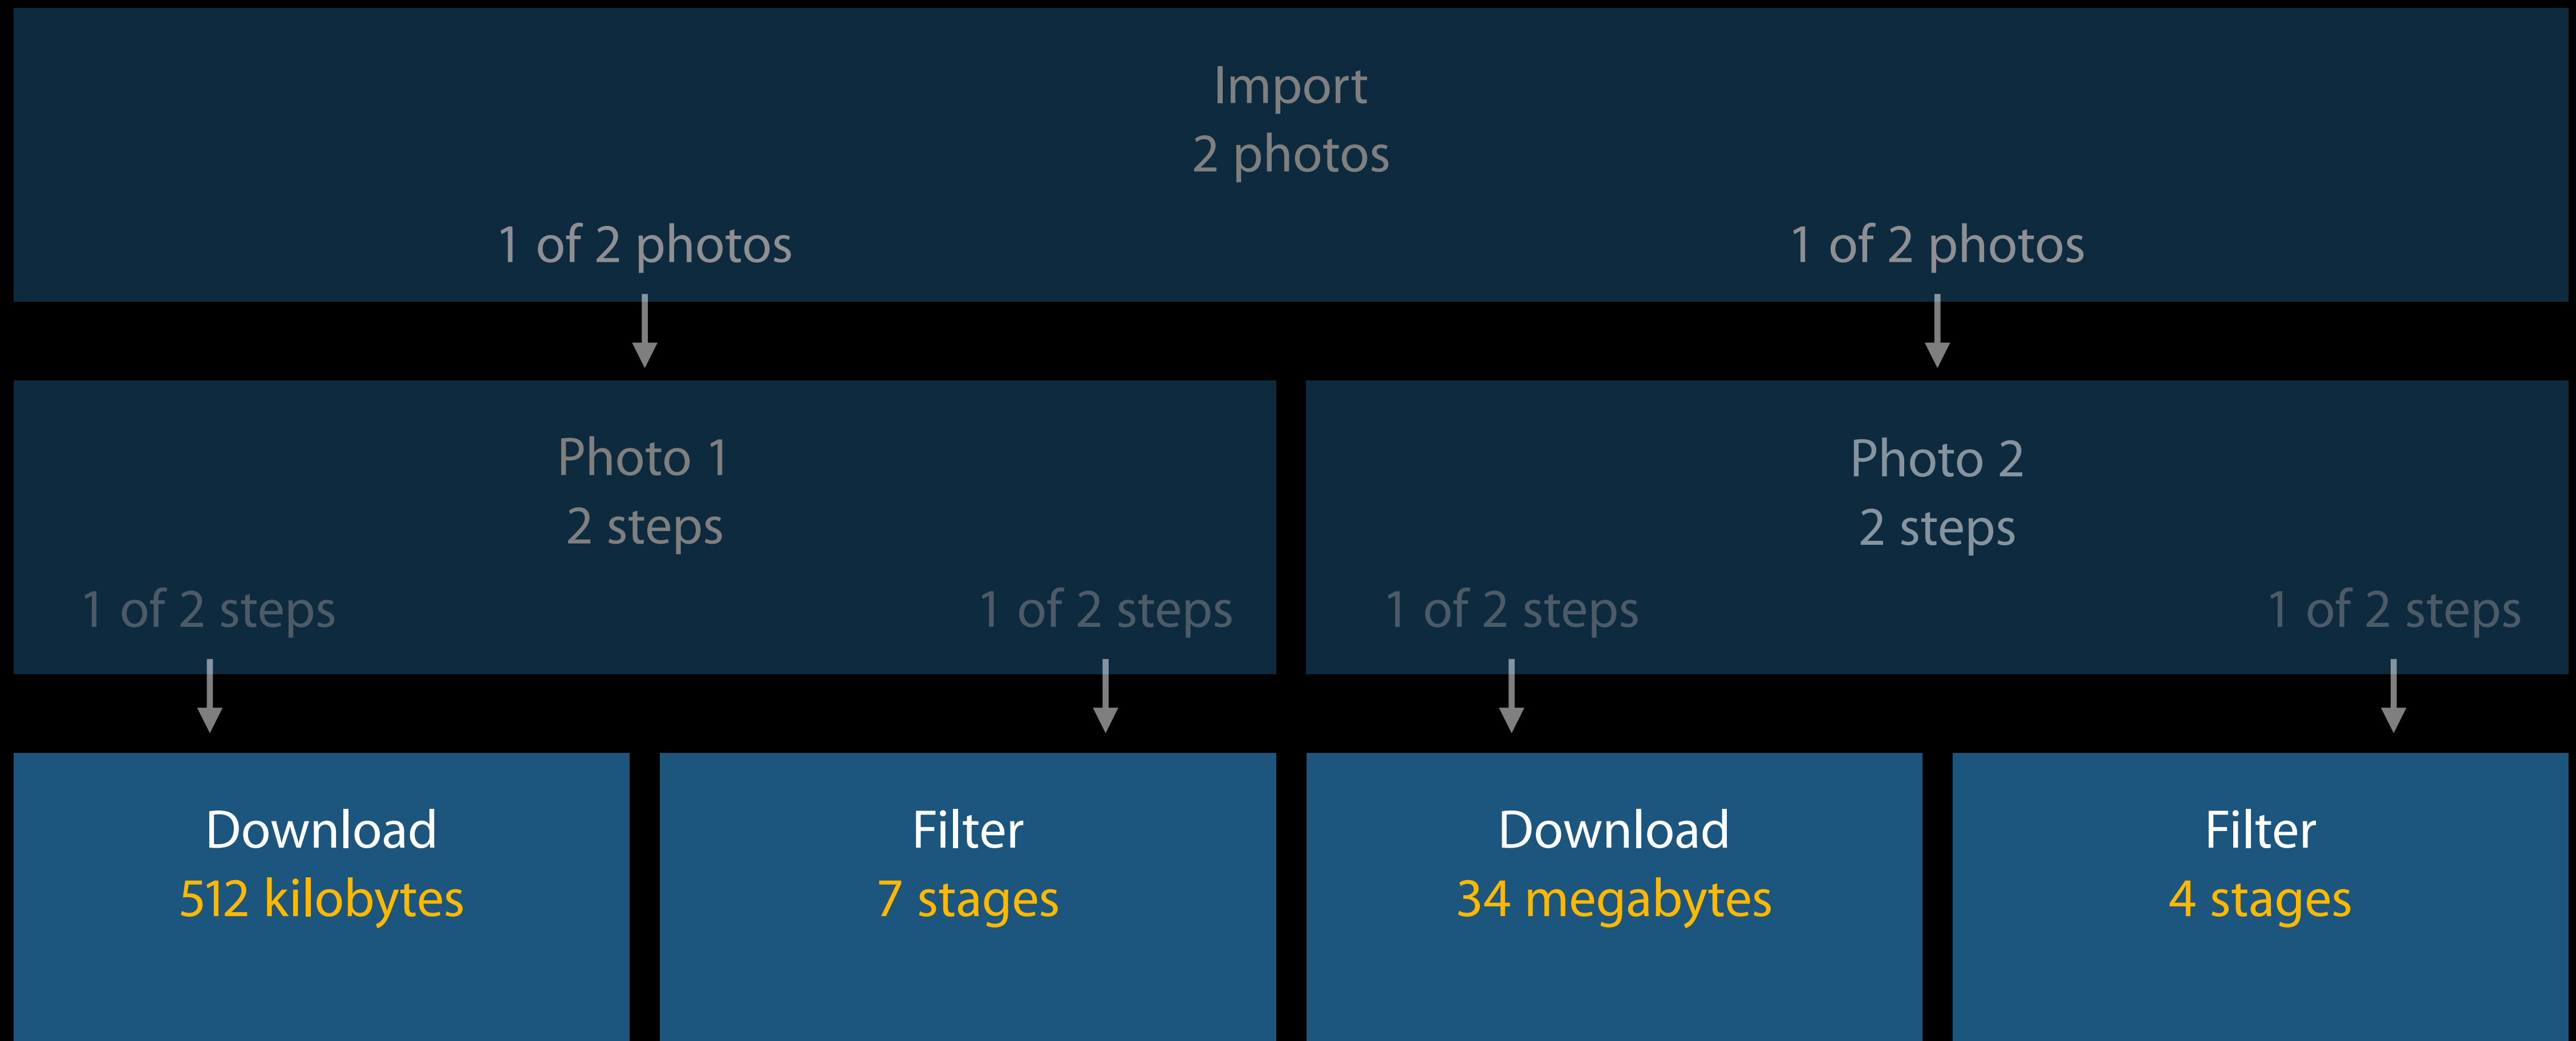 Import
2 photos
1 of 2 photos
1 of 2 photos
Photo 1
2 steps
Photo 2
2 steps
1 of 2 steps
1 of 2 steps
1 of 2 steps
1 of 2 steps
Download
512 kilobytes
Filter
7 stages
Download
34 megabytes
Filter
4 stages